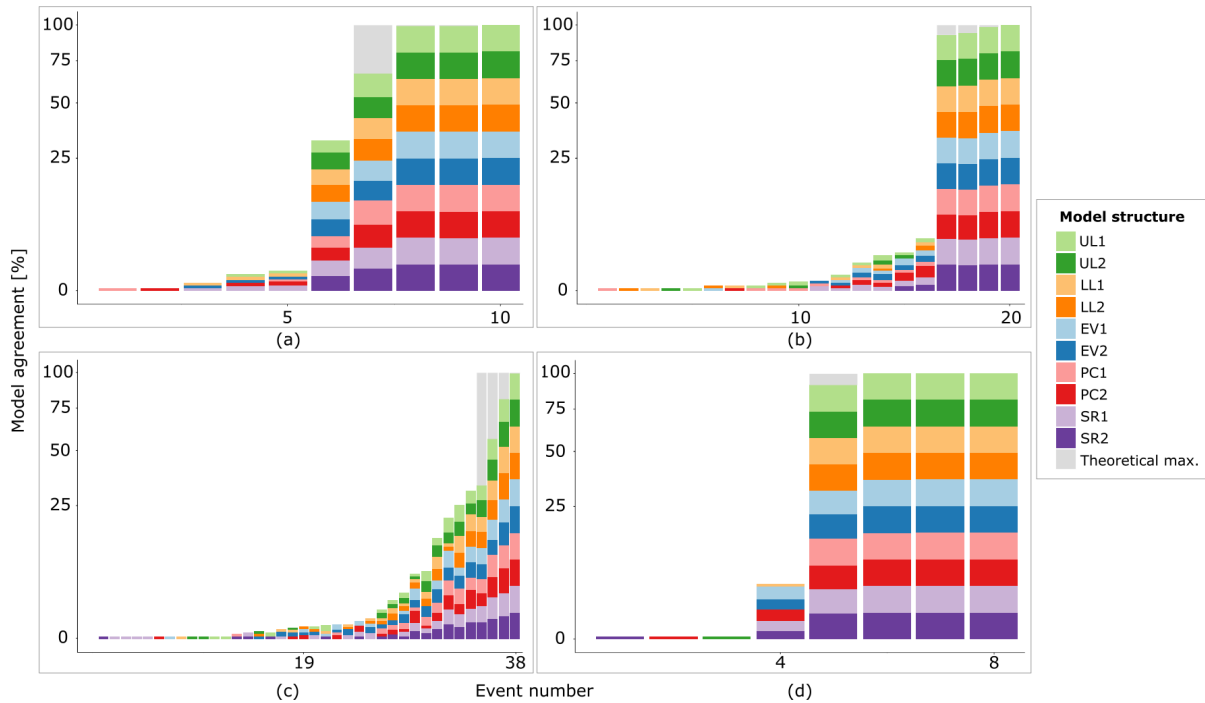 100
75
50
25
0
5
10
(a)
100
75
50
25
0
10
20
(b)
100
75
50
25
0
19
38
(c)
100
75
50
25
0
4
8
(d)
Model agreement [%]
Event number
Model structure
UL1
UL2
LL1
LL2
EV1
EV2
PC1
PC2
SR1
SR2
Theoretical max.